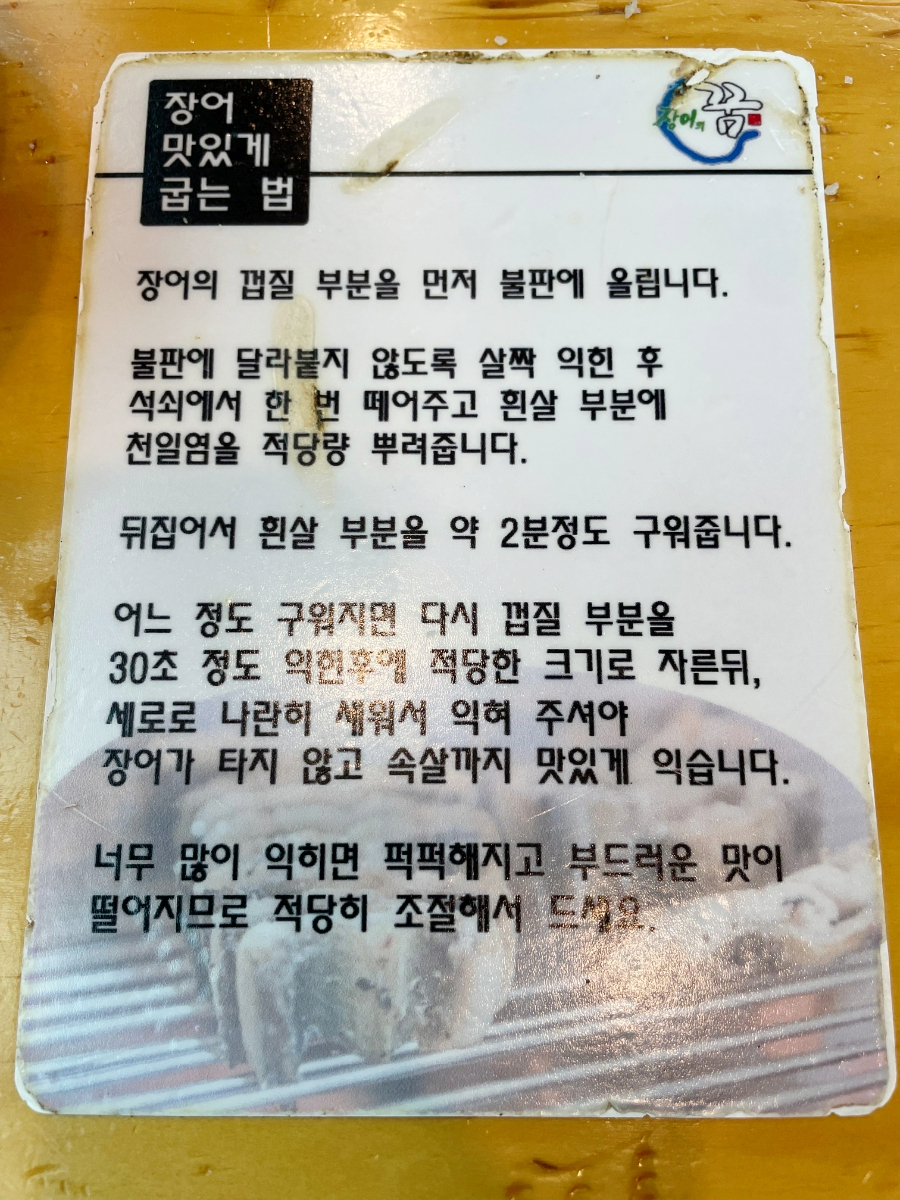 장어
맛있게
굽는 법
장어의 꿈
장어의 껍질 부분을 먼저 불판에 올립니다.
불판에 달라붙지 않도록 살짝 익힌 후
석쇠에서 한 번 떼어주고 흰살 부분에
천일염을 적당량 뿌려줍니다.
뒤집어서 흰살 부분을 약 2분정도 구워줍니다.
어느 정도 구워지면 다시 껍질 부분을
30초 정도 익힌후에 적당한 크기로 자른뒤,
세로로 나란히 세워서 익혀 주셔야
장어가 타지 않고 속살까지 맛있게 익습니다.
너무 많이 익히면 퍽퍽해지고 부드러운 맛이
떨어지므로 적당히 조절해서 드세요.